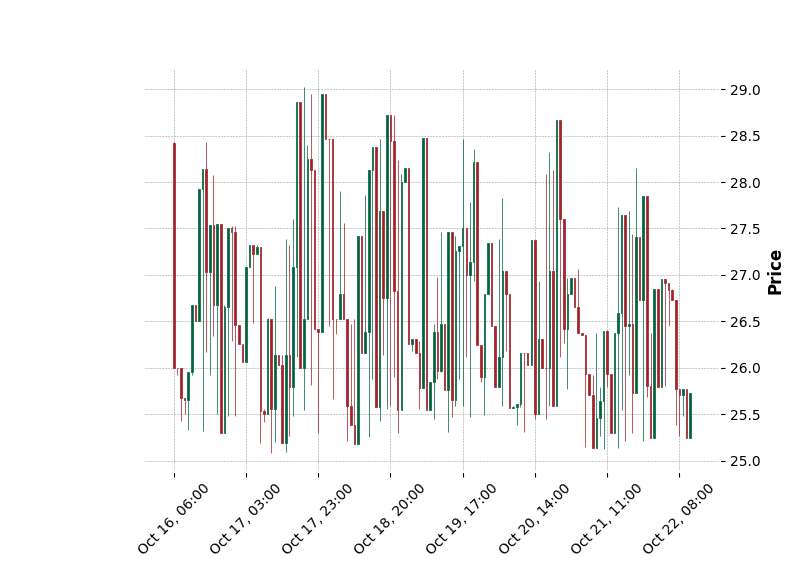 29.0
28.5
28.0
27.5
27.0
26.5
26.0
25.5
25.0
Price
Oct 16, 06:00
Oct 17, 03:00
Oct 17, 23:00
Oct 18, 20:00
Oct 19, 17:00
Oct 20, 14:00
Oct 21, 11:00
Oct 22, 08:00